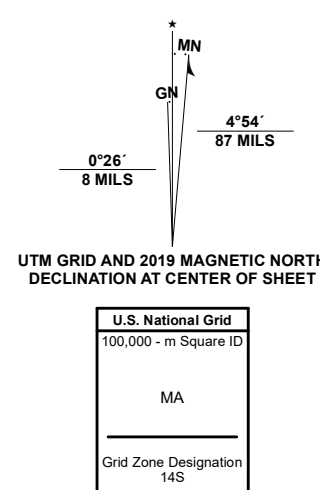 MN
GN
4°54´
87 MILS
0°26´
8 MILS
UTM GRID AND 2019 MAGNETIC NORTH
DECLINATION AT CENTER OF SHEET
U.S. National Grid
100,000 - m Square ID
MA
Grid Zone Designation
14S